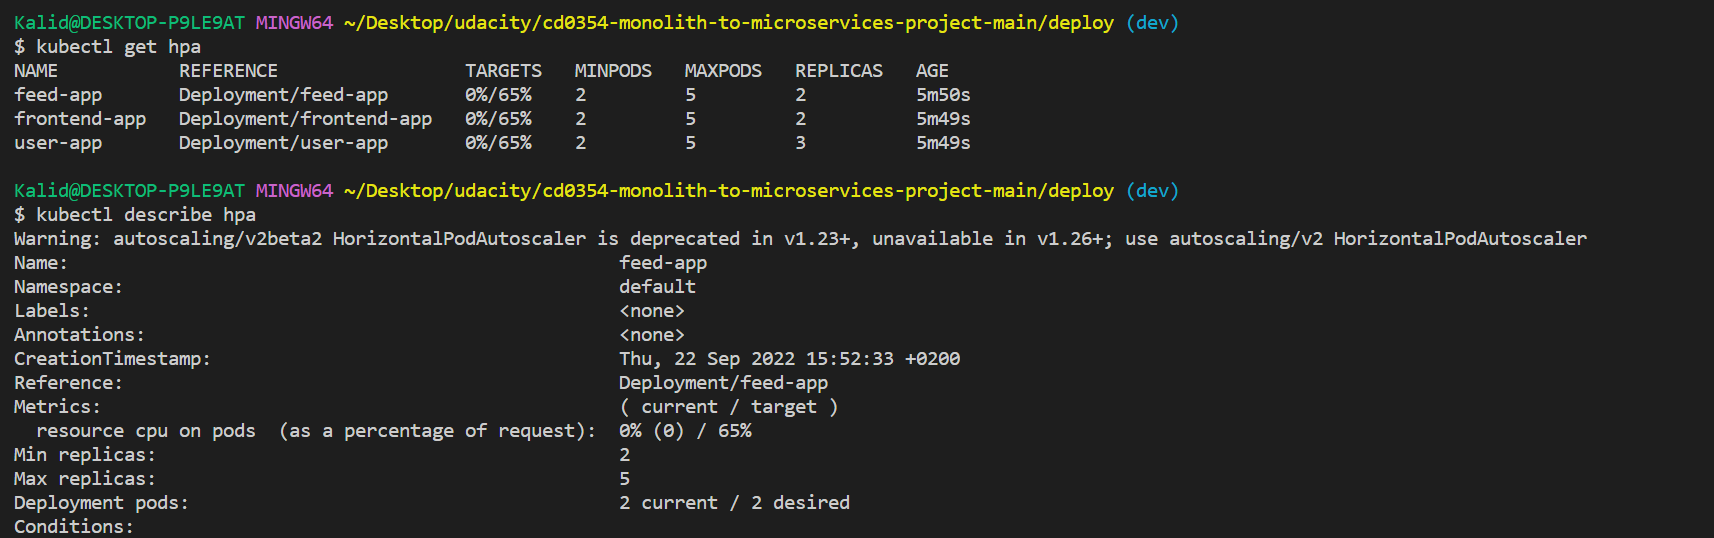 Kalid@DESKTOP-P9LE9AT MINGW64 ~/Desktop/udacity/cd0354-monolith-to-microservices-project-main/deploy (dev)
$ kubectl get hpa
NAME           REFERENCE                 TARGETS   MINPODS   MAXPODS   REPLICAS   AGE
feed-app       Deployment/feed-app       0%/65%    2         5         2          5m50s
frontend-app   Deployment/frontend-app   0%/65%    2         5         2          5m49s
user-app       Deployment/user-app       0%/65%    2         5         3          5m49s
Kalid@DESKTOP-P9LE9AT MINGW64 ~/Desktop/udacity/cd0354-monolith-to-microservices-project-main/deploy (dev)
$ kubectl describe hpa
Warning: autoscaling/v2beta2 HorizontalPodAutoscaler is deprecated in v1.23+, unavailable in v1.26+; use autoscaling/v2 HorizontalPodAutoscaler
Name:                                                  feed-app
Namespace:                                             default
Labels:                                                <none>
Annotations:                                           <none>
CreationTimestamp:                                     Thu, 22 Sep 2022 15:52:33 +0200
Reference:                                             Deployment/feed-app
Metrics:                                               ( current / target )
  resource cpu on pods  (as a percentage of request):  0% (0) / 65%
Min replicas:                                          2
Max replicas:                                          5
Deployment pods:                                       2 current / 2 desired
Conditions: